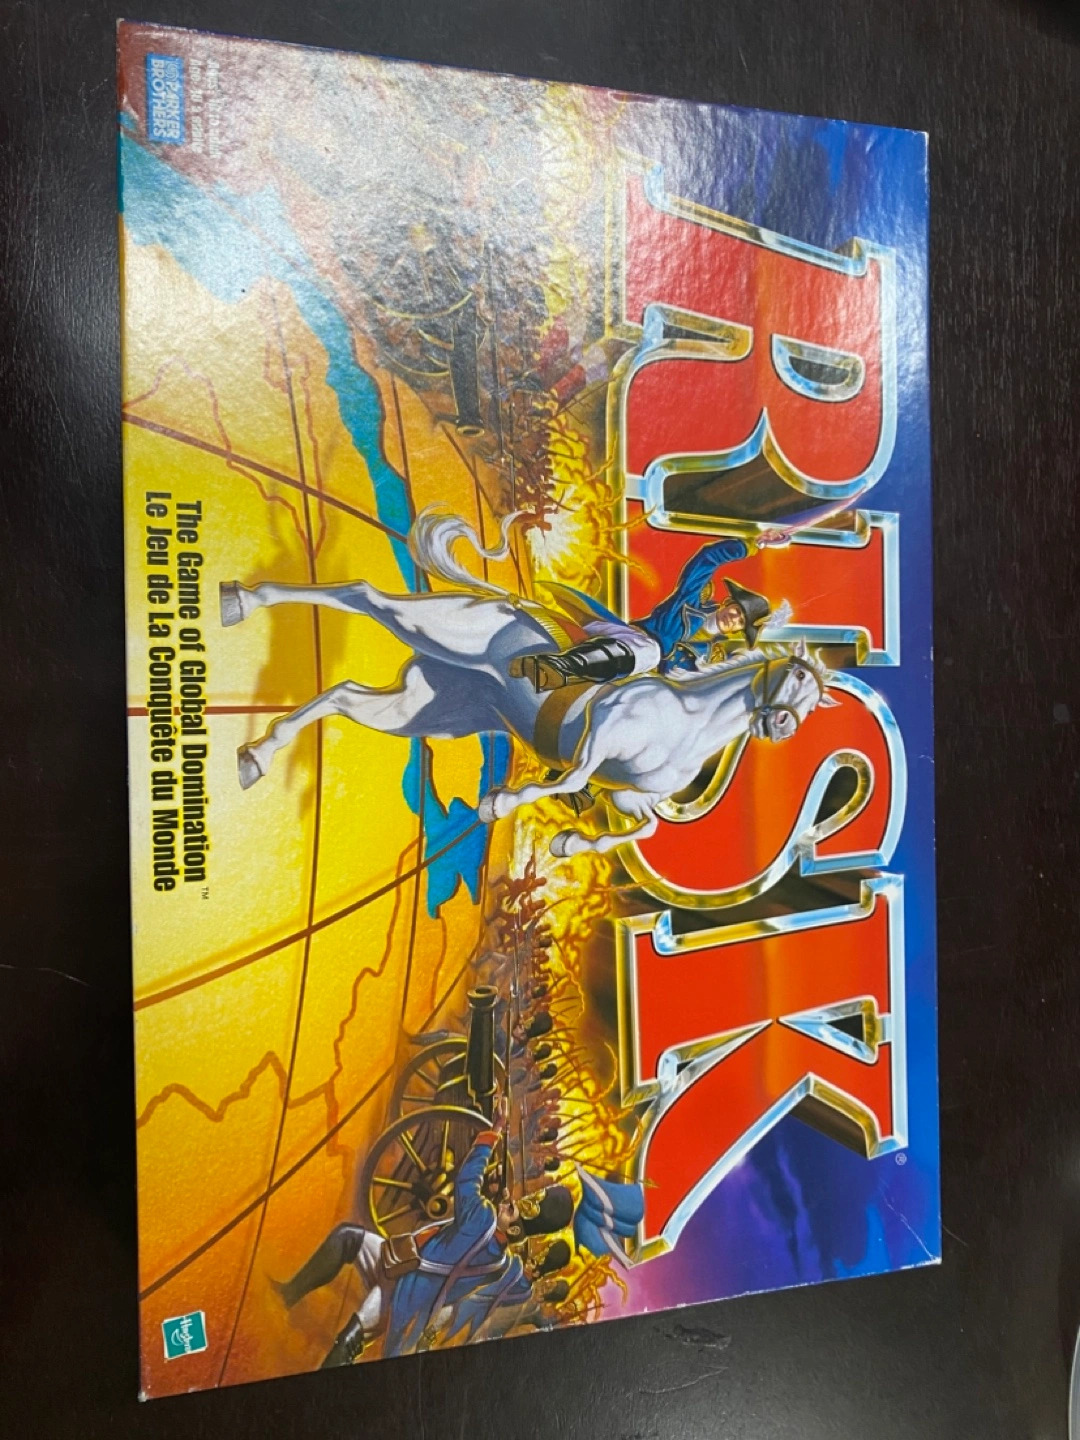 RISK®
The Game of Global Domination™
Le Jeu de La Conquête du Monde
PARKER
BROTHERS
Hasbro